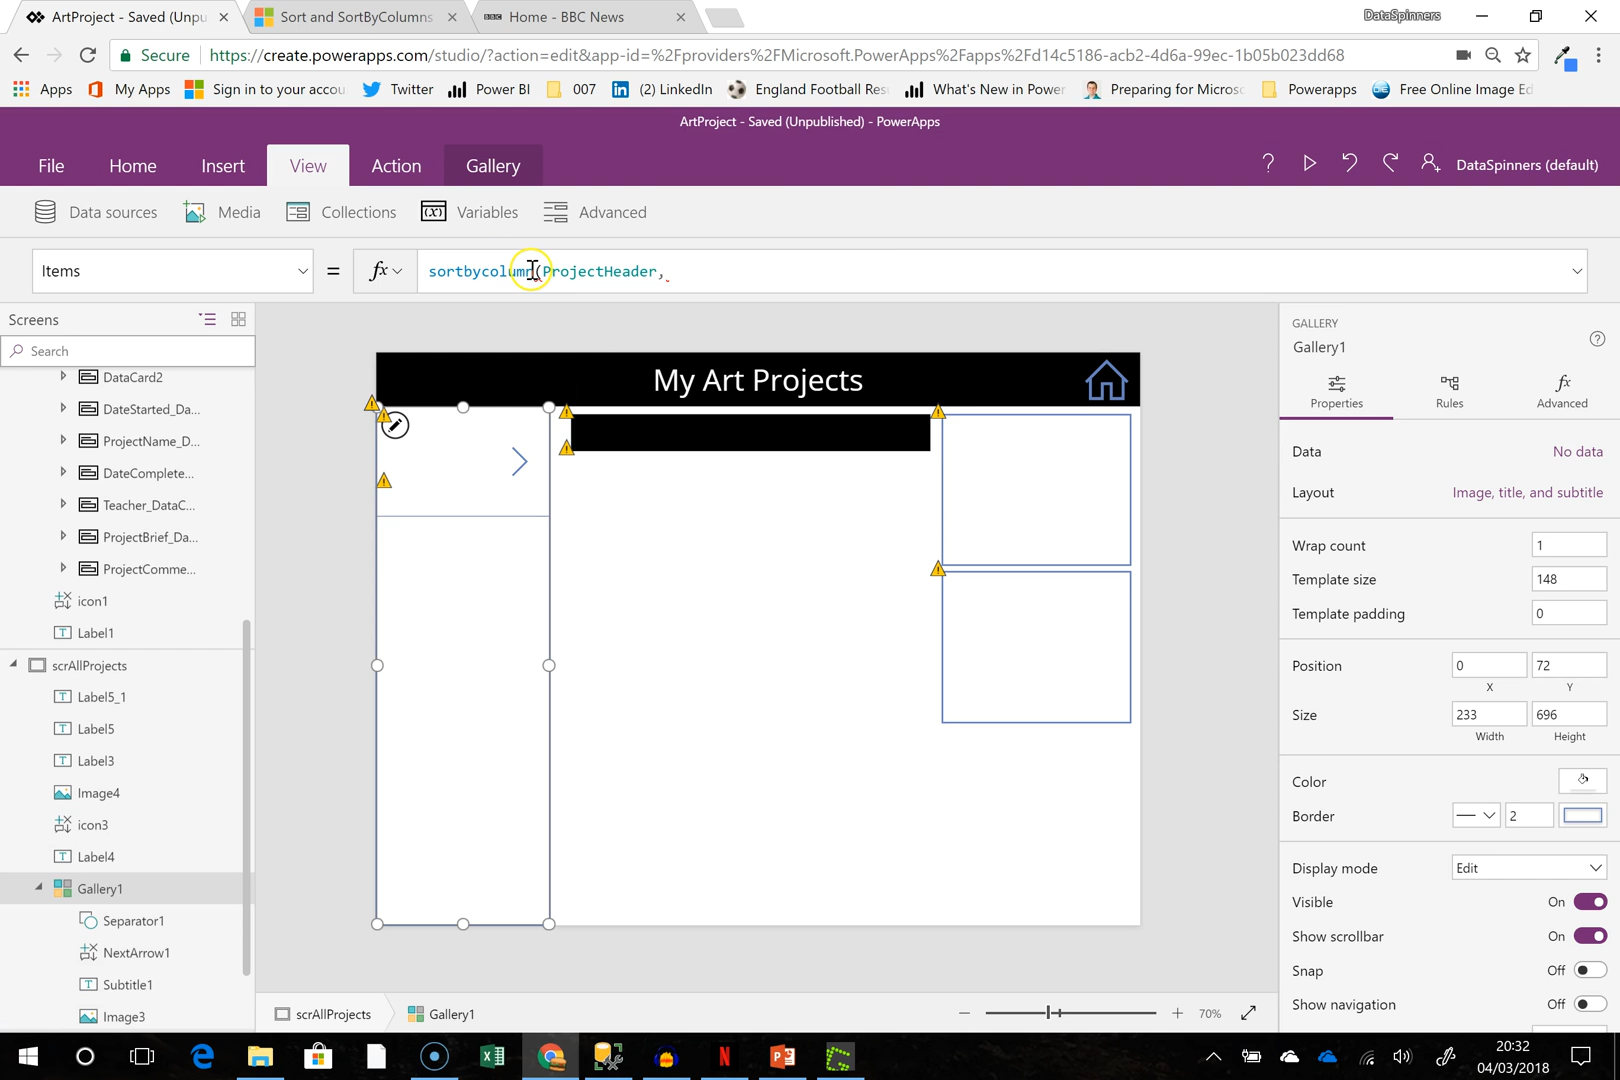 ArtProject - Saved (Unpu
Sort and SortByColumns
BBC
Home - BBC News
DataSpinners
Secure
https://create.powerapps.com/studio/?action=edit&app-id=%2Fproviders%2FMicrosoft.PowerApps%2Fapps%2Fd14c5186-acb2-4d6a-99ec-1b05b023dd68
Apps
My Apps
Sign in to your accou
Twitter
Power BI
007
(2) LinkedIn
England Football Res
What's New in Power
Preparing for Micros
Powerapps
Free Online Image Ed
ArtProject - Saved (Unpublished) - PowerApps
File
Home
Insert
View
Action
Gallery
DataSpinners (default)
Data sources
Media
Collections
Variables
Advanced
Items
=
fx
sortbycolumn(ProjectHeader,
Screens
Search
DataCard2
DateStarted_Da...
ProjectName_D...
DateComplete...
Teacher_DataC...
ProjectBrief_Da...
ProjectComme...
icon1
Label1
scrAllProjects
Label5_1
Label5
Label3
Image4
icon3
Label4
Gallery1
Separator1
NextArrow1
Subtitle1
Image3
My Art Projects
scrAllProjects
Gallery1
70%
GALLERY
Gallery1
Properties
Rules
Advanced
Data
No data
Layout
Image, title, and subtitle
Wrap count
1
Template size
148
Template padding
0
Position
0
72
X
Y
Size
233
696
Width
Height
Color
Border
2
Display mode
Edit
Visible
On
Show scrollbar
On
Snap
Off
Show navigation
Off
20:32
04/03/2018